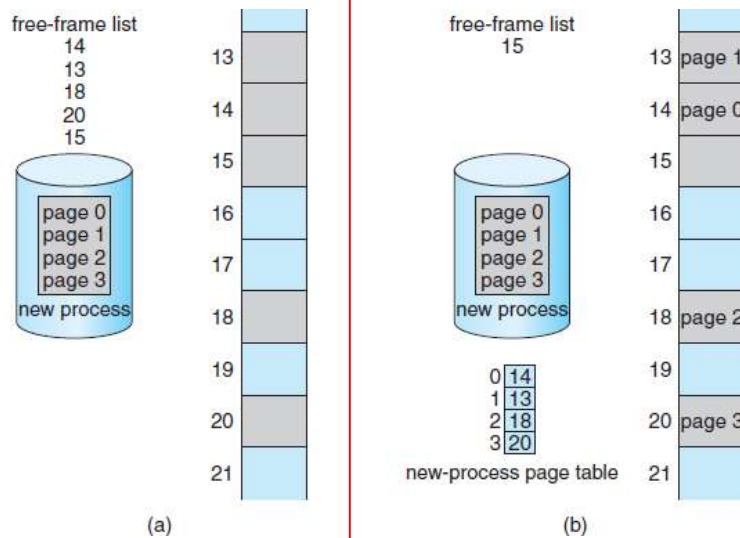 free-frame list
14
13
18
20
15
page 0
page 1
page 2
page 3
new process
13
14
15
16
17
18
19
20
21
(a)
free-frame list
15
page 0
page 1
page 2
page 3
new process
0 14
1 13
2 18
3 20
new-process page table
13 page 1
14 page 0
15
16
17
18 page 2
19
20 page 3
21
(b)